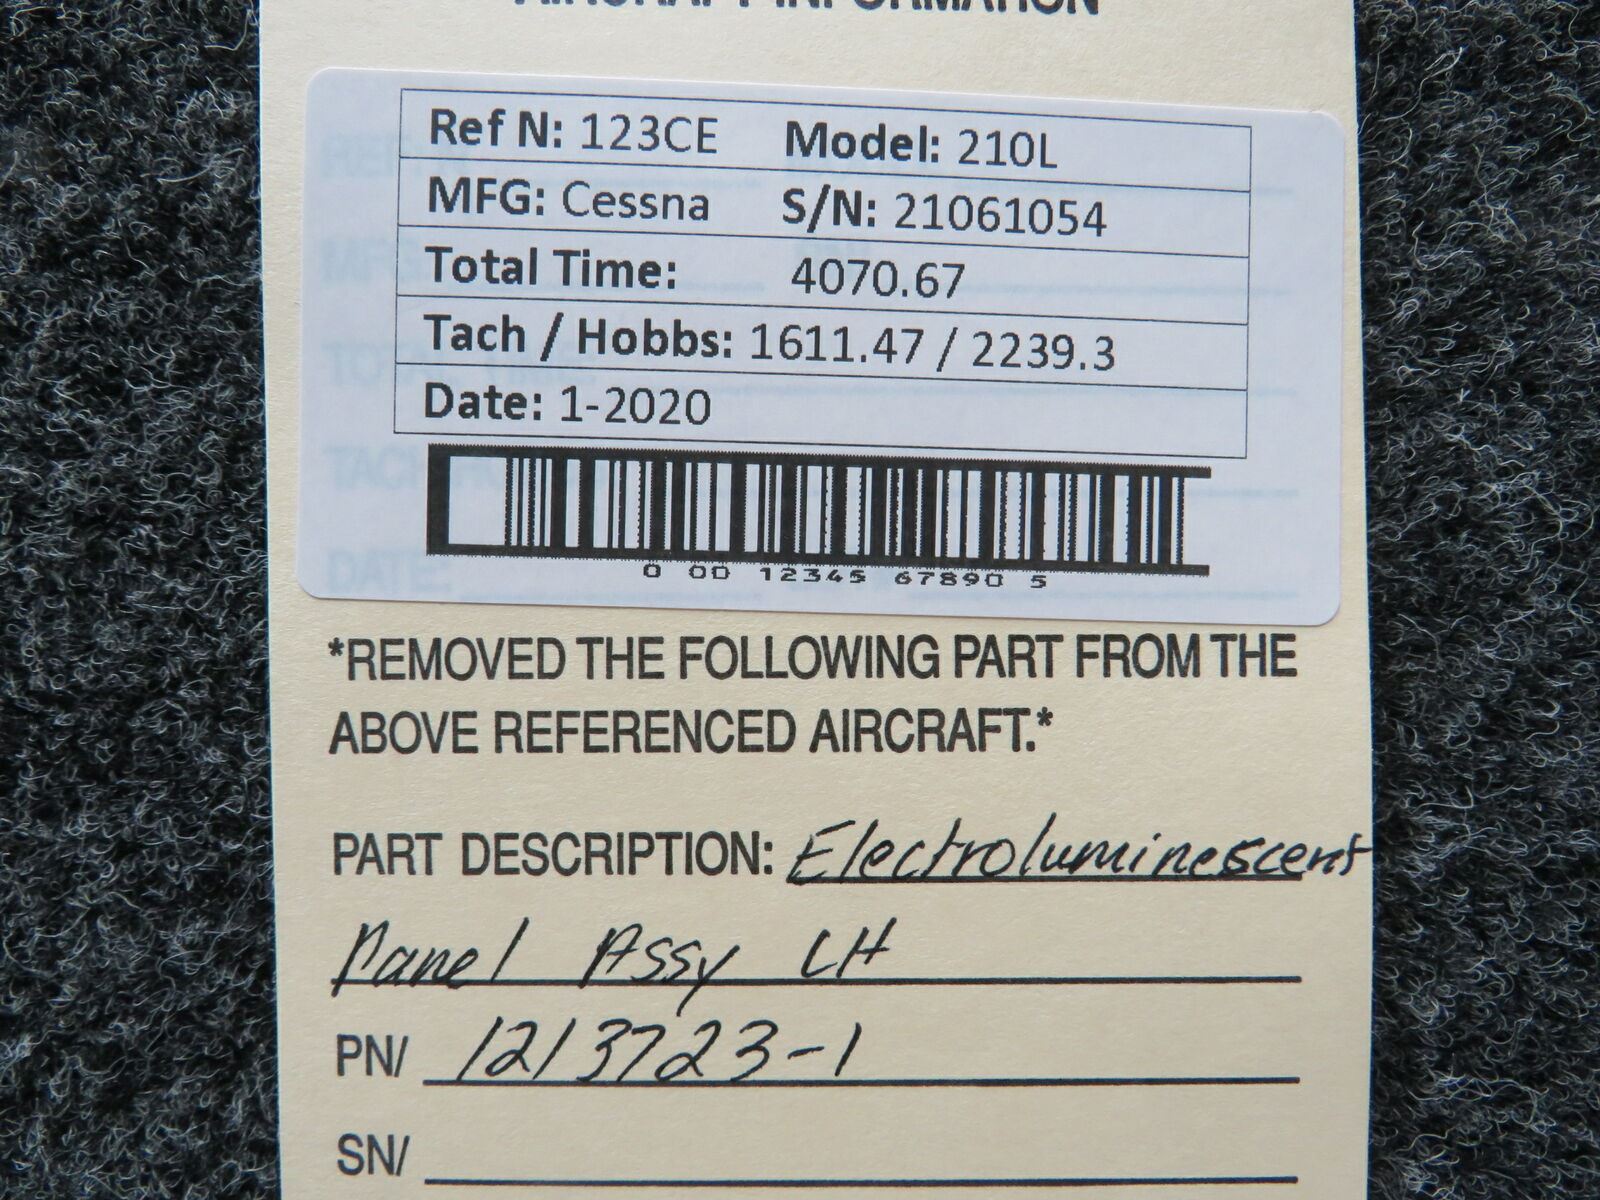 AIRCRAFT INFORMATION
Ref N: 123CE Model: 210L
MFG: Cessna S/N: 21061054
Total Time: 4070.67
Tach / Hobbs: 1611.47 / 2239.3
Date: 1-2020
0 00 12345 67890 5
*REMOVED THE FOLLOWING PART FROM THE
ABOVE REFERENCED AIRCRAFT.*
PART DESCRIPTION: Electroluminescent
Panel Assy LH
PN/ 1213723-1
SN/